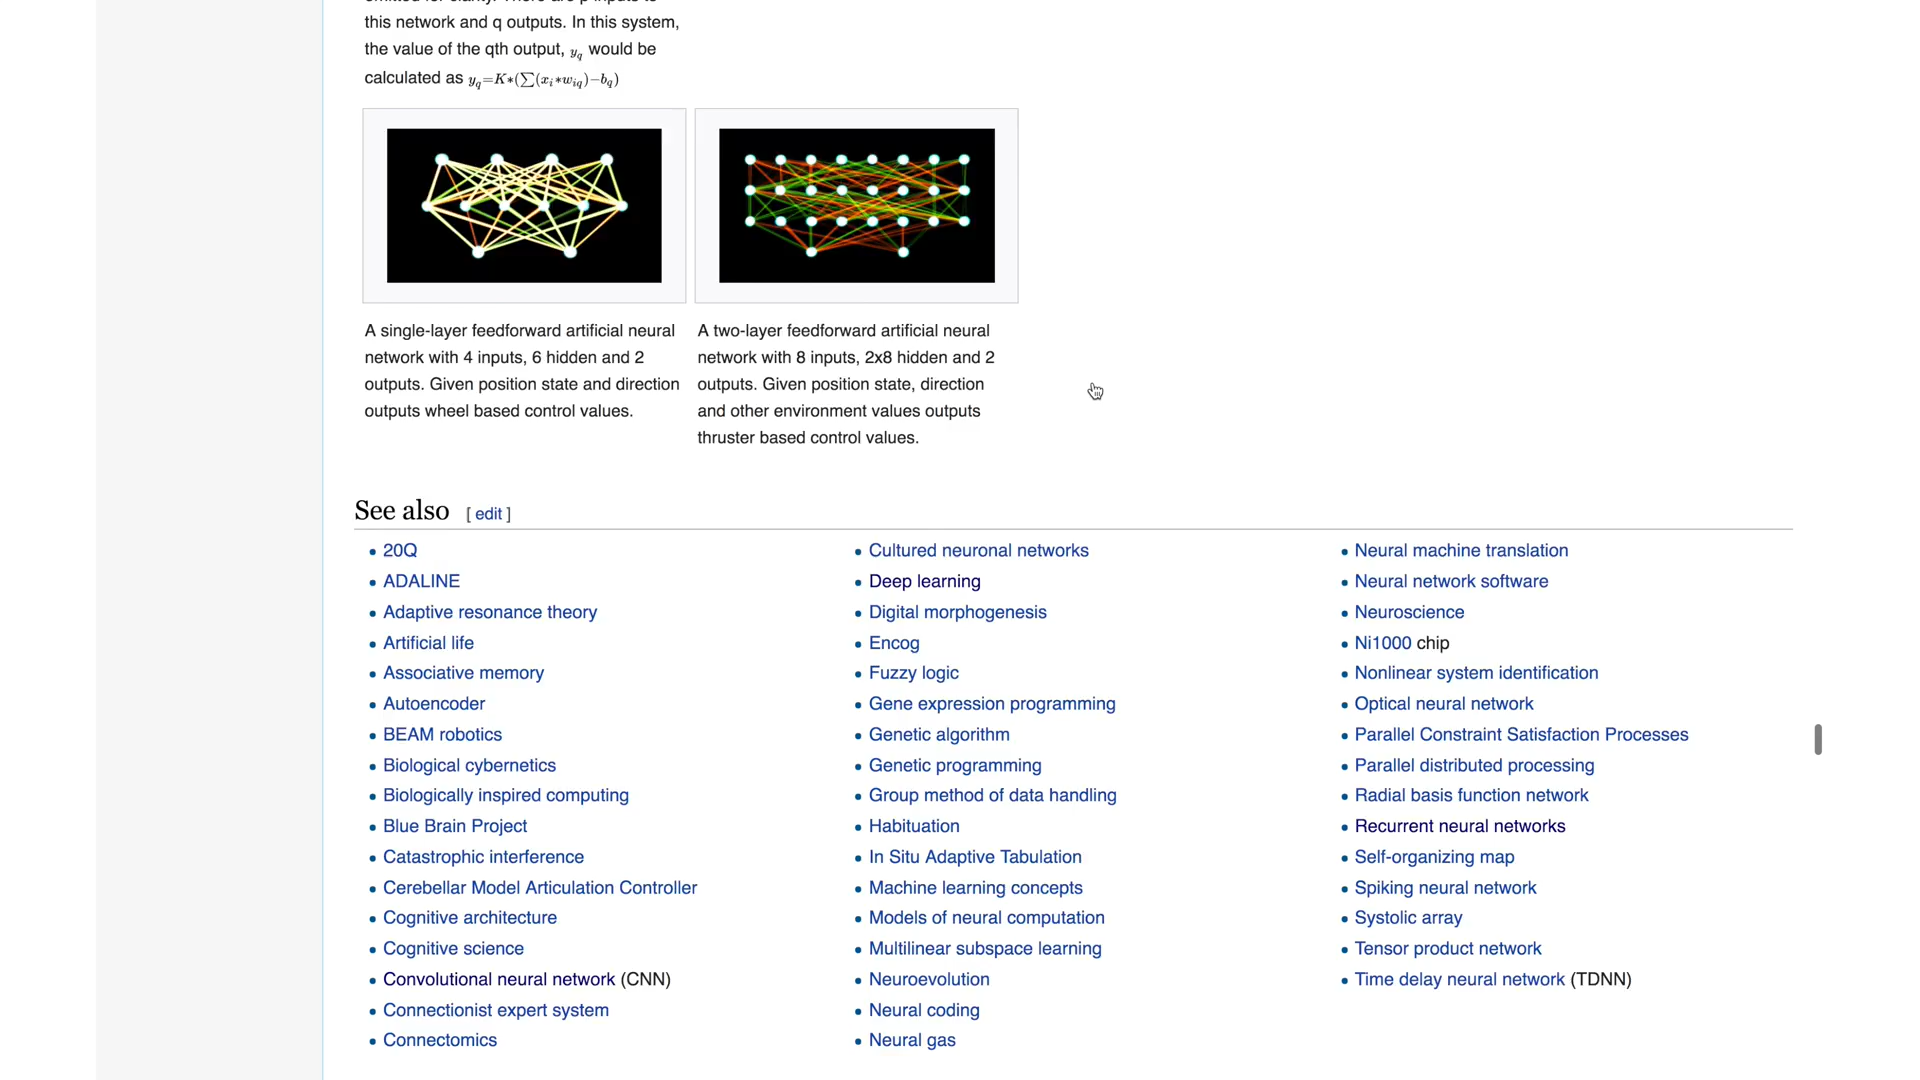 this network and q outputs. In this system,
the value of the qth output, y_q would be
calculated as y_q=K*(∑(x_i*w_iq)-b_q)
A single-layer feedforward artificial neural
network with 4 inputs, 6 hidden and 2
outputs. Given position state and direction
outputs wheel based control values.
A two-layer feedforward artificial neural
network with 8 inputs, 2x8 hidden and 2
outputs. Given position state, direction
and other environment values outputs
thruster based control values.
See also [ edit ]
20Q
ADALINE
Adaptive resonance theory
Artificial life
Associative memory
Autoencoder
BEAM robotics
Biological cybernetics
Biologically inspired computing
Blue Brain Project
Catastrophic interference
Cerebellar Model Articulation Controller
Cognitive architecture
Cognitive science
Convolutional neural network (CNN)
Connectionist expert system
Connectomics
Cultured neuronal networks
Deep learning
Digital morphogenesis
Encog
Fuzzy logic
Gene expression programming
Genetic algorithm
Genetic programming
Group method of data handling
Habituation
In Situ Adaptive Tabulation
Machine learning concepts
Models of neural computation
Multilinear subspace learning
Neuroevolution
Neural coding
Neural gas
Neural machine translation
Neural network software
Neuroscience
Ni1000 chip
Nonlinear system identification
Optical neural network
Parallel Constraint Satisfaction Processes
Parallel distributed processing
Radial basis function network
Recurrent neural networks
Self-organizing map
Spiking neural network
Systolic array
Tensor product network
Time delay neural network (TDNN)